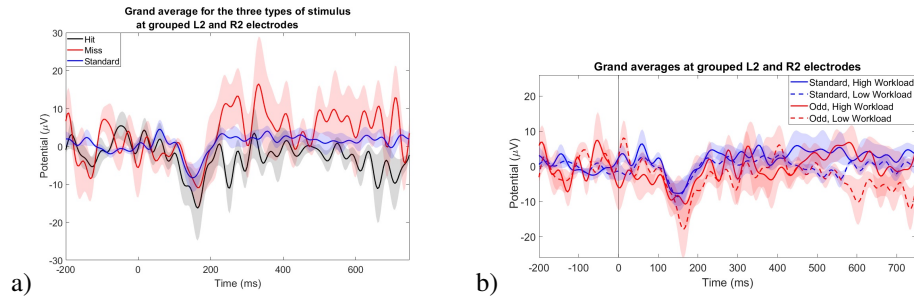 Grand average for the three types of stimulus
at grouped L2 and R2 electrodes
Hit
Miss
Standard
30
20
10
0
-10
-20
-30
Potential (μV)
-200 0 200 400 600
Time (ms)
a)
Grand averages at grouped L2 and R2 electrodes
Standard, High Workload
Standard, Low Workload
Odd, High Workload
Odd, Low Workload
20
10
0
-10
-20
Potential (μV)
-200 -100 0 100 200 300 400 500 600 700
Time (ms)
b)